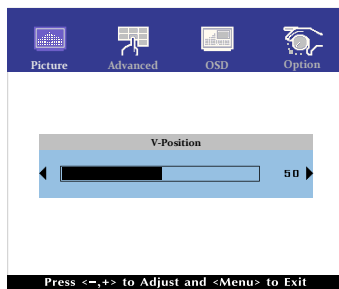 Picture Advanced OSD Option
V-Position
50
Press <–,+> to Adjust and <Menu> to Exit